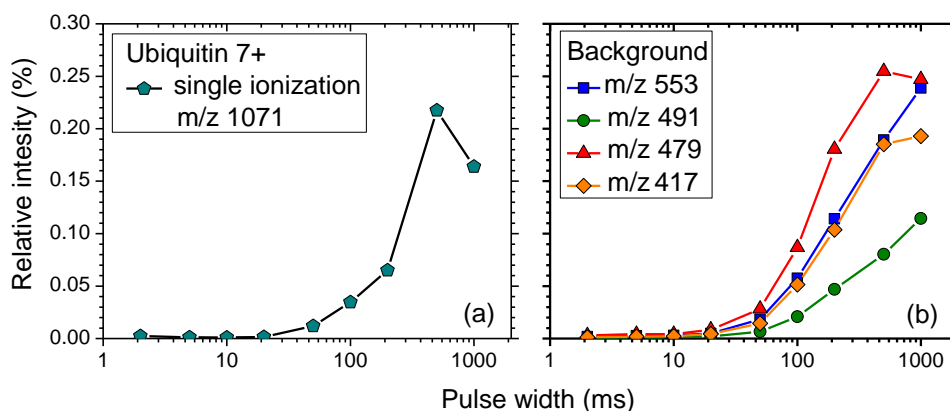 0.30
0.25
0.20
0.15
0.10
0.05
0.00
Relative intesity (%)
Ubiquitin 7+
single ionization
m/z 1071
(a)
1
10
100
1000
Background
m/z 553
m/z 491
m/z 479
m/z 417
(b)
1
10
100
1000
Pulse width (ms)